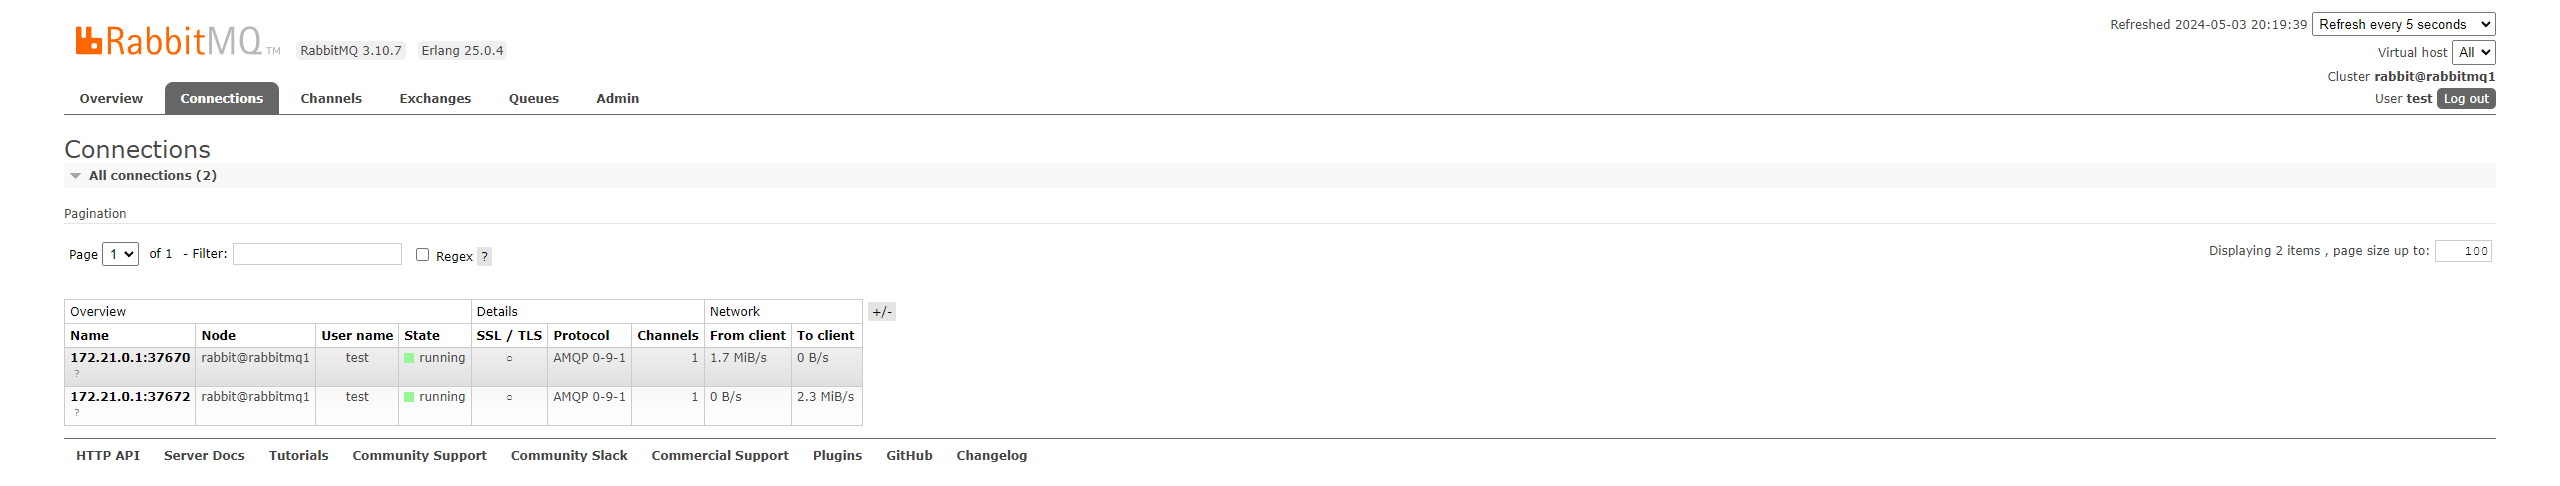 RabbitMQ TM RabbitMQ 3.10.7 Erlang 25.0.4
Refreshed 2024-05-03 20:19:39 Refresh every 5 seconds
Virtual host All
Cluster rabbit@rabbitmq1
User test Log out
Overview Connections Channels Exchanges Queues Admin
Connections
All connections (2)
Pagination
Page 1 of 1 - Filter: Regex ? Displaying 2 items , page size up to: 100
Overview Details Network +/-
Name Node User name State SSL / TLS Protocol Channels From client To client
172.21.0.1:37670 rabbit@rabbitmq1 test running ○ AMQP 0-9-1 1 1.7 MiB/s 0 B/s
?
172.21.0.1:37672 rabbit@rabbitmq1 test running ○ AMQP 0-9-1 1 0 B/s 2.3 MiB/s
?
HTTP API Server Docs Tutorials Community Support Community Slack Commercial Support Plugins GitHub Changelog